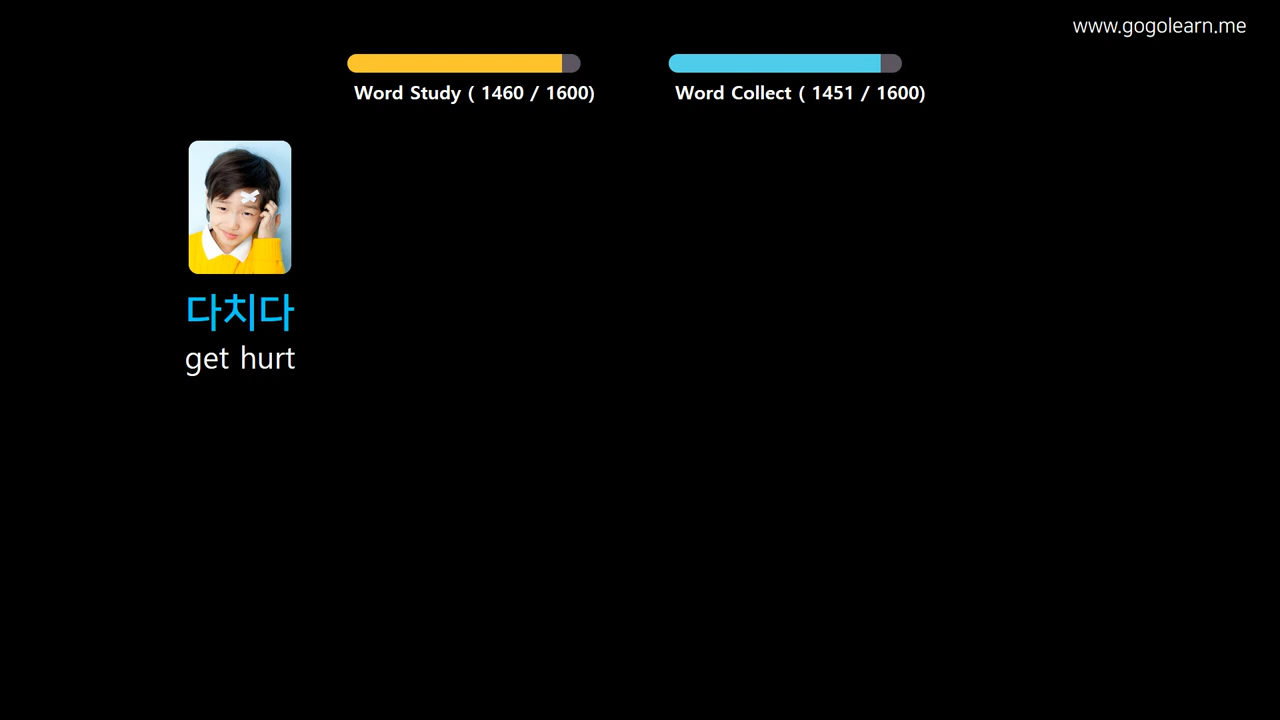 www.gogolearn.me
Word Study ( 1460 / 1600)
Word Collect ( 1451 / 1600)
다치다
get hurt